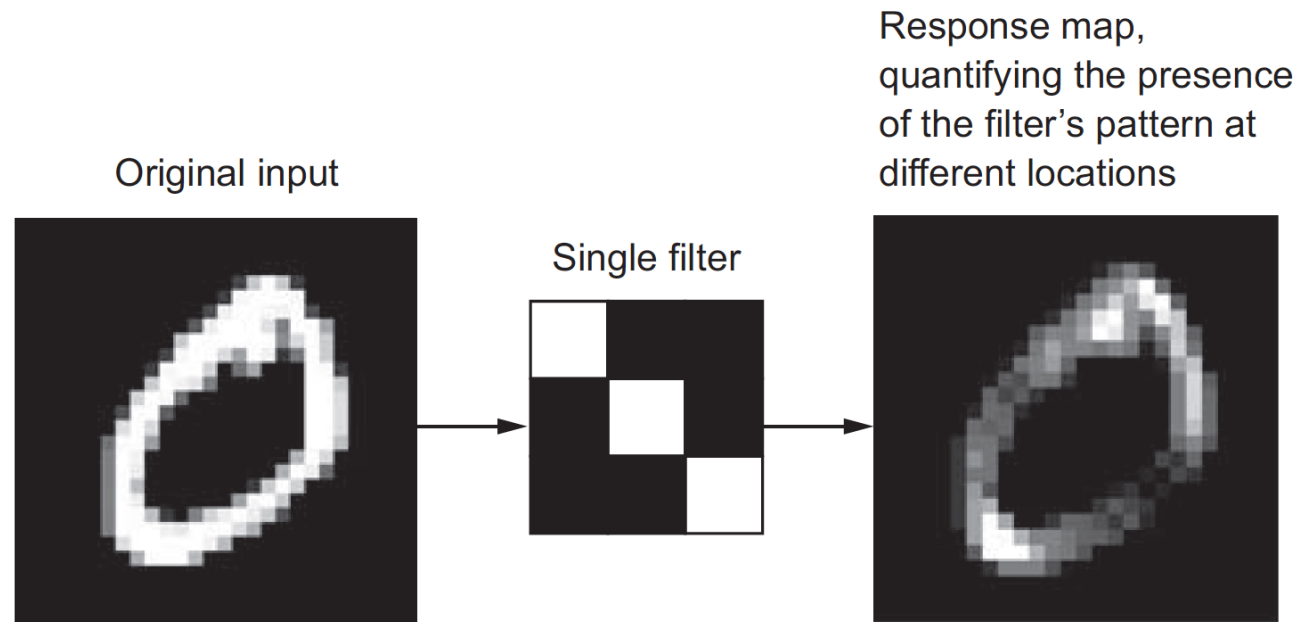 Original input
Single filter
Response map,
quantifying the presence
of the filter’s pattern at
different locations